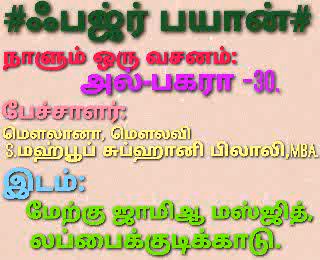 #ஃபஜ்ர் பயான்#
நாளும் ஒரு வசனம்:
அல்-பகரா -30.
பேச்சாளர்:
மௌலானா, மௌலவி
S.மஹ்பூப் சுப்ஹானி பிலாலி,MBA.
இடம்:
மேற்கு ஜாமிஆ மஸ்ஜித்,
லப்பைக்குடிக்காடு.